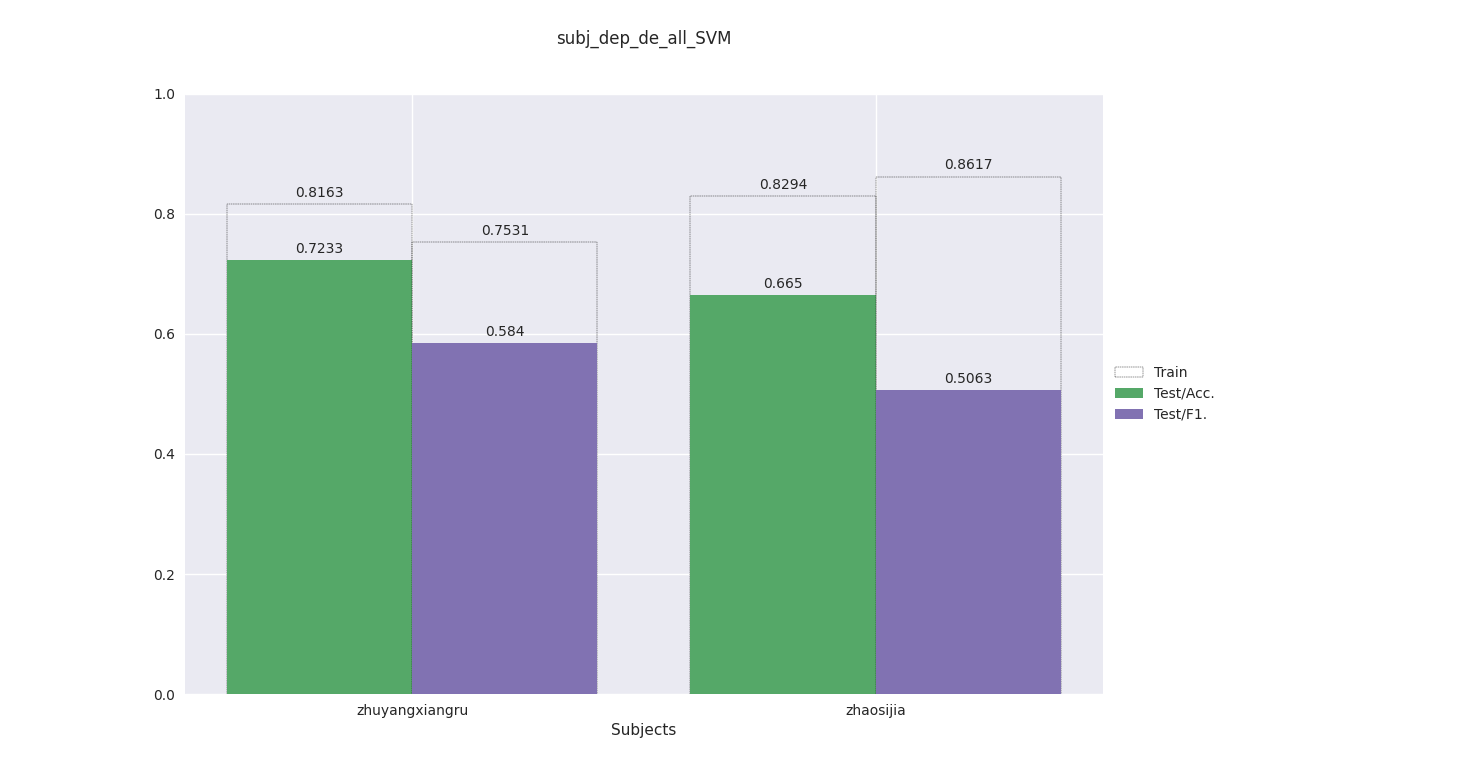 subj_dep_de_all_SVM
1.0
0.8
0.6
0.4
0.2
0.0
0.8163
0.7233
0.7531
0.584
0.8294
0.665
0.8617
0.5063
Train
Test/Acc.
Test/F1.
zhuyangxiangru
zhaosijia
Subjects